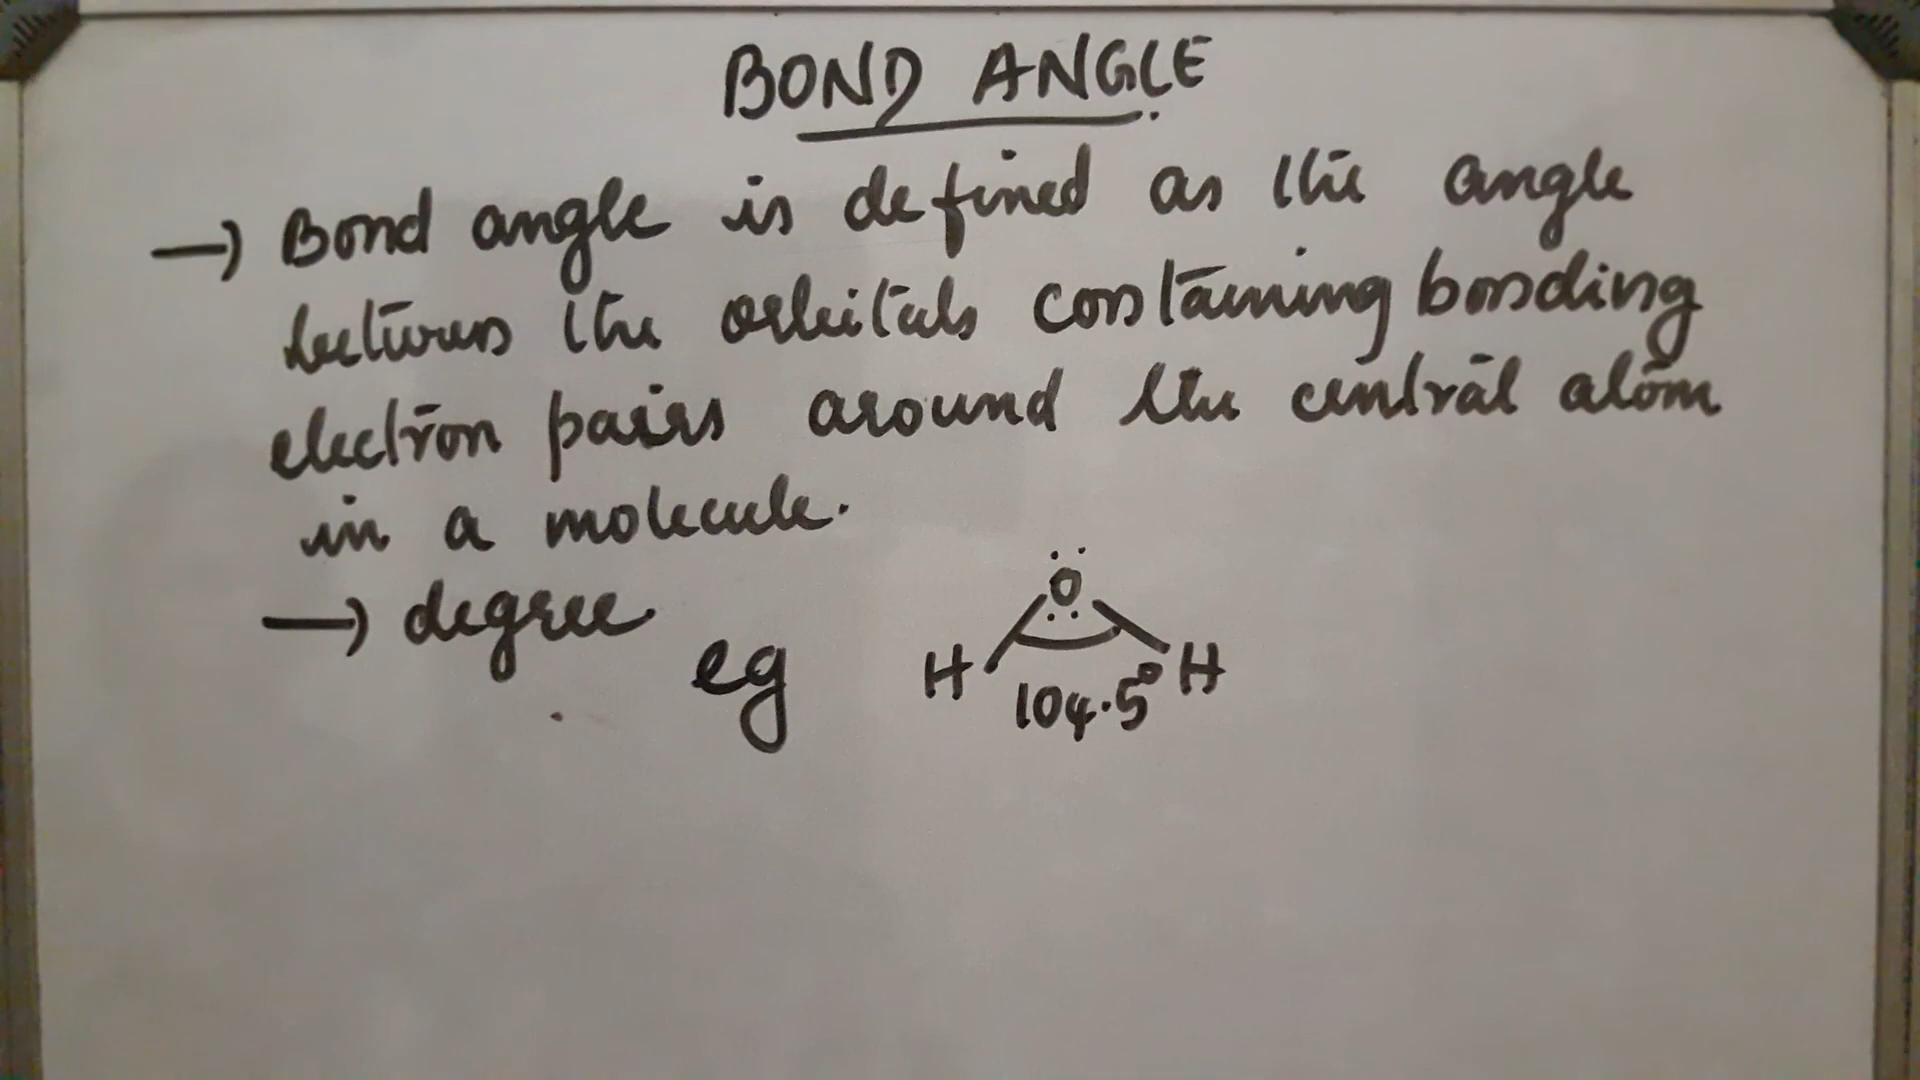 BOND ANGLE
→ Bond angle is defined as the angle
between the orbitals containing bonding
electron pairs around the central atom
in a molecule.
→ degree
eg
O
H H
104.5°